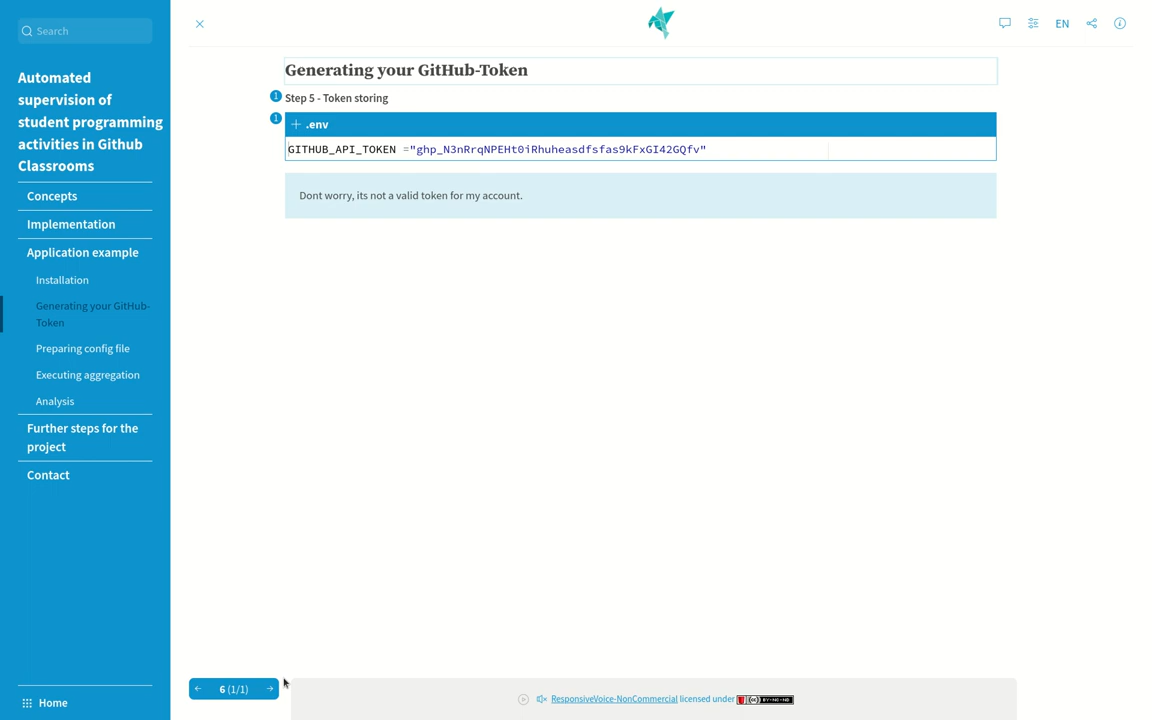 Search
Automated
supervision of
student programming
activities in Github
Classrooms
Concepts
Implementation
Application example
Installation
Generating your GitHub-
Token
Preparing config file
Executing aggregation
Analysis
Further steps for the
project
Contact
Home
EN
Generating your GitHub-Token
1 Step 5 - Token storing
1 + .env
GITHUB_API_TOKEN ="ghp_N3nRrqNPEHt0iRhuheasdfsfas9kFxGI42GQfv"
Dont worry, its not a valid token for my account.
← 6 (1/1) →
ResponsiveVoice-NonCommercial licensed under